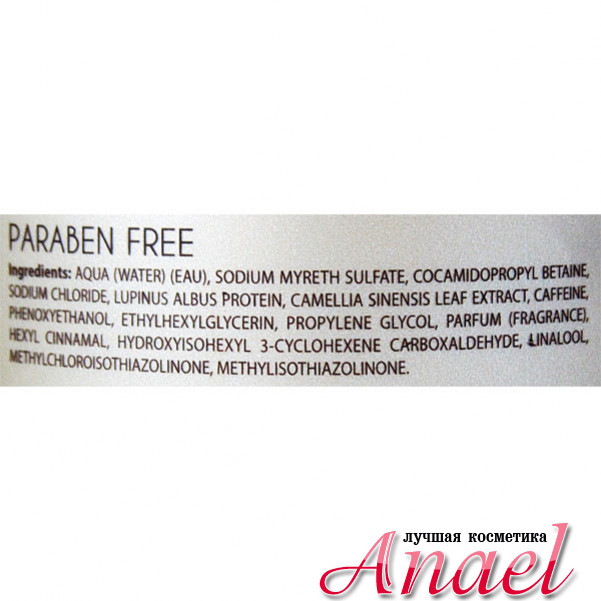 PARABEN FREE
Ingredients: AQUA (WATER) (EAU), SODIUM MYRETH SULFATE, COCAMIDOPROPYL BETAINE,
SODIUM CHLORIDE, LUPINUS ALBUS PROTEIN, CAMELLIA SINENSIS LEAF EXTRACT, CAFFEINE,
PHENOXYETHANOL, ETHYLHEXYLGLYCERIN, PROPYLENE GLYCOL, PARFUM (FRAGRANCE),
HEXYL CINNAMAL, HYDROXYISOHEXYL 3-CYCLOHEXENE CARBOXALDEHYDE, LINALOOL,
METHYLCHLOROISOTHIAZOLINONE, METHYLISOTHIAZOLINONE.
лучшая косметика
Anael